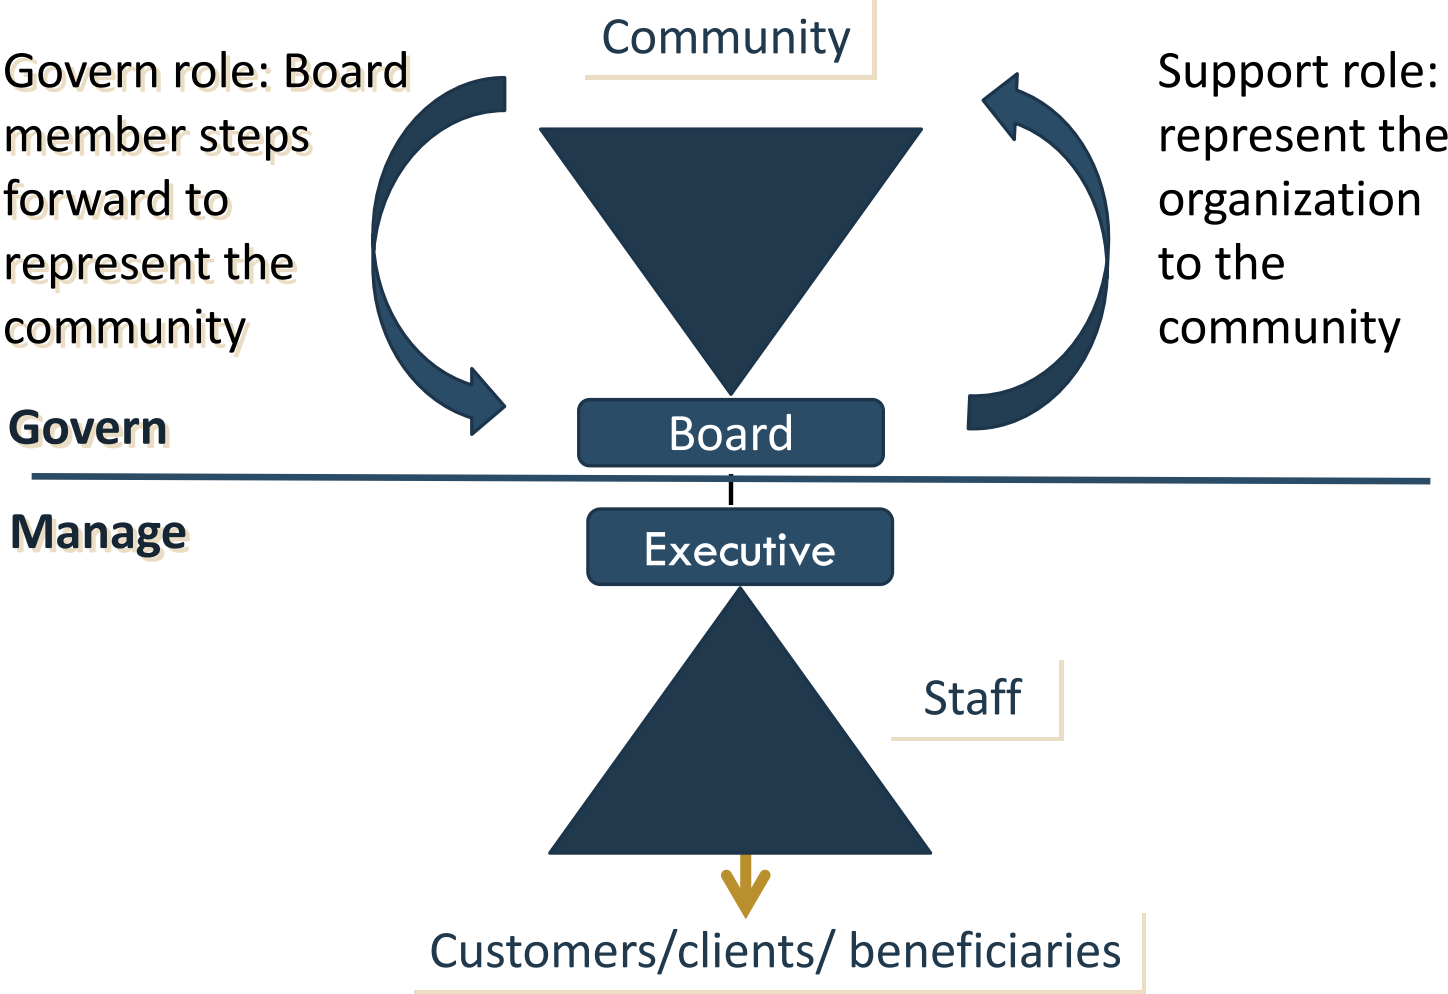 Community
Govern role: Board
member steps
forward to
represent the
community
Support role:
represent the
organization
to the
community
Govern
Board
Manage
Executive
Staff
Customers/clients/ beneficiaries